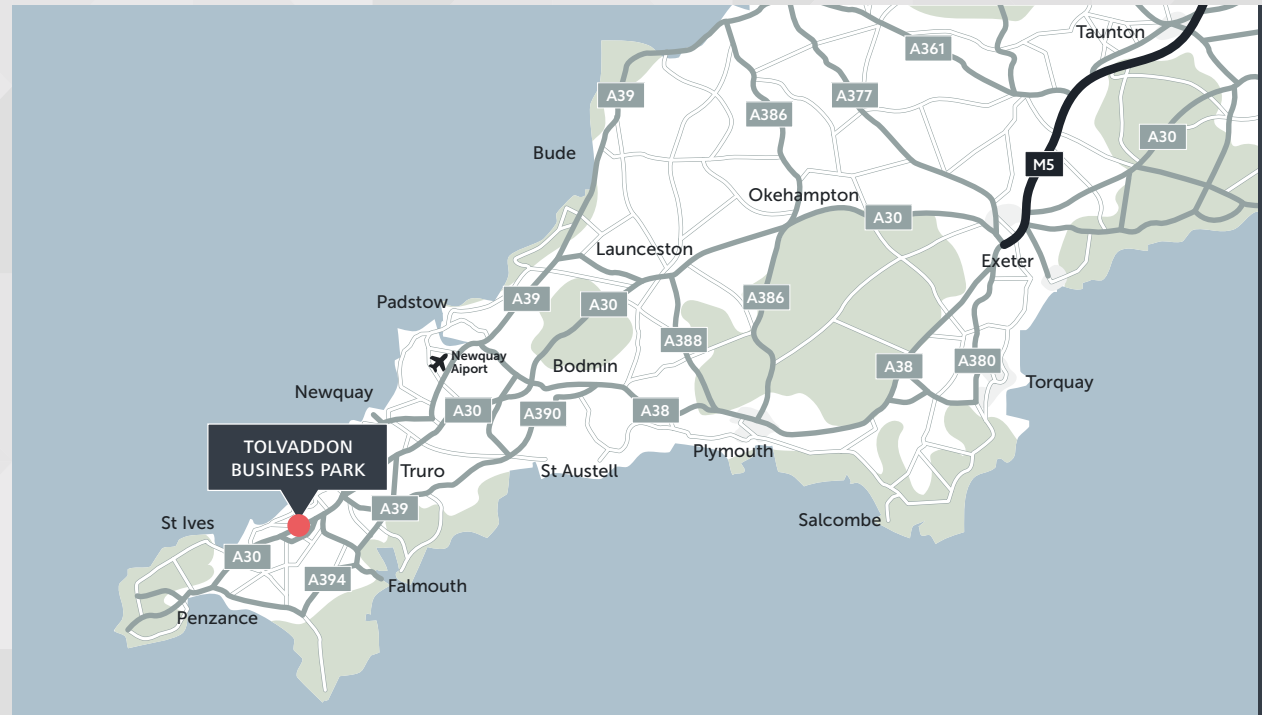 Taunton
A361
A39
A377
A386
A30
Bude
M5
Okehampton
A30
Launceston
Exeter
Padstow
A39
A30
A386
A388
Newquay
Aiport
Bodmin
A38
A380
Torquay
Newquay
A30
A390
A38
TOLVADDON
BUSINESS PARK
Truro
St Austell
Plymouth
A39
St Ives
Salcombe
A30
A394
Falmouth
Penzance